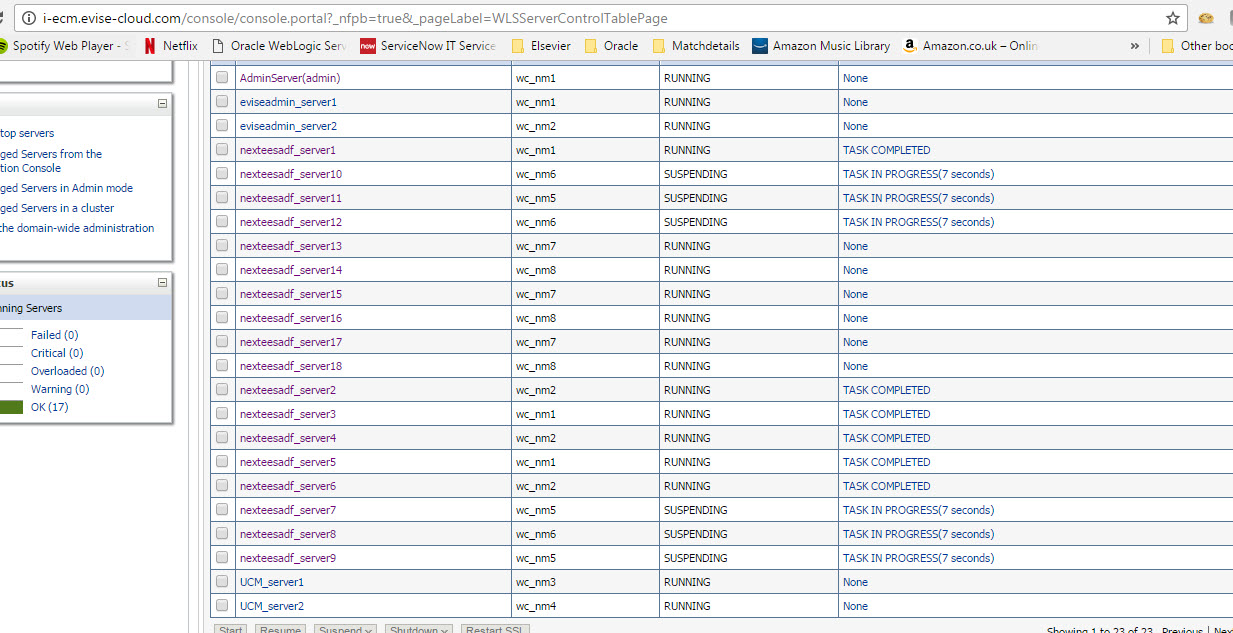 i-ecm.evise-cloud.com/console/console.portal?_nfpb=true&_pageLabel=WLSServerControlTablePage
Spotify Web Player - Netflix Oracle WebLogic Serv ServiceNow IT Service Elsevier Oracle Matchdetails Amazon Music Library Amazon.co.uk – Onlin » Other boo
top servers
ged Servers from the
tion Console
ged Servers in Admin mode
ged Servers in a cluster
the domain-wide administration
tus
nning Servers
Failed (0)
Critical (0)
Overloaded (0)
Warning (0)
OK (17)
AdminServer(admin) wc_nm1 RUNNING None
eviseadmin_server1 wc_nm1 RUNNING None
eviseadmin_server2 wc_nm2 RUNNING None
nexteesadf_server1 wc_nm1 RUNNING TASK COMPLETED
nexteesadf_server10 wc_nm6 SUSPENDING TASK IN PROGRESS(7 seconds)
nexteesadf_server11 wc_nm5 SUSPENDING TASK IN PROGRESS(7 seconds)
nexteesadf_server12 wc_nm6 SUSPENDING TASK IN PROGRESS(7 seconds)
nexteesadf_server13 wc_nm7 RUNNING None
nexteesadf_server14 wc_nm8 RUNNING None
nexteesadf_server15 wc_nm7 RUNNING None
nexteesadf_server16 wc_nm8 RUNNING None
nexteesadf_server17 wc_nm7 RUNNING None
nexteesadf_server18 wc_nm8 RUNNING None
nexteesadf_server2 wc_nm2 RUNNING TASK COMPLETED
nexteesadf_server3 wc_nm1 RUNNING TASK COMPLETED
nexteesadf_server4 wc_nm2 RUNNING TASK COMPLETED
nexteesadf_server5 wc_nm1 RUNNING TASK COMPLETED
nexteesadf_server6 wc_nm2 RUNNING TASK COMPLETED
nexteesadf_server7 wc_nm5 SUSPENDING TASK IN PROGRESS(7 seconds)
nexteesadf_server8 wc_nm6 SUSPENDING TASK IN PROGRESS(7 seconds)
nexteesadf_server9 wc_nm5 SUSPENDING TASK IN PROGRESS(7 seconds)
UCM_server1 wc_nm3 RUNNING None
UCM_server2 wc_nm4 RUNNING None
Start Resume Suspend Shutdown Restart SSL Showing 1 to 23 of 23 Previous | Next